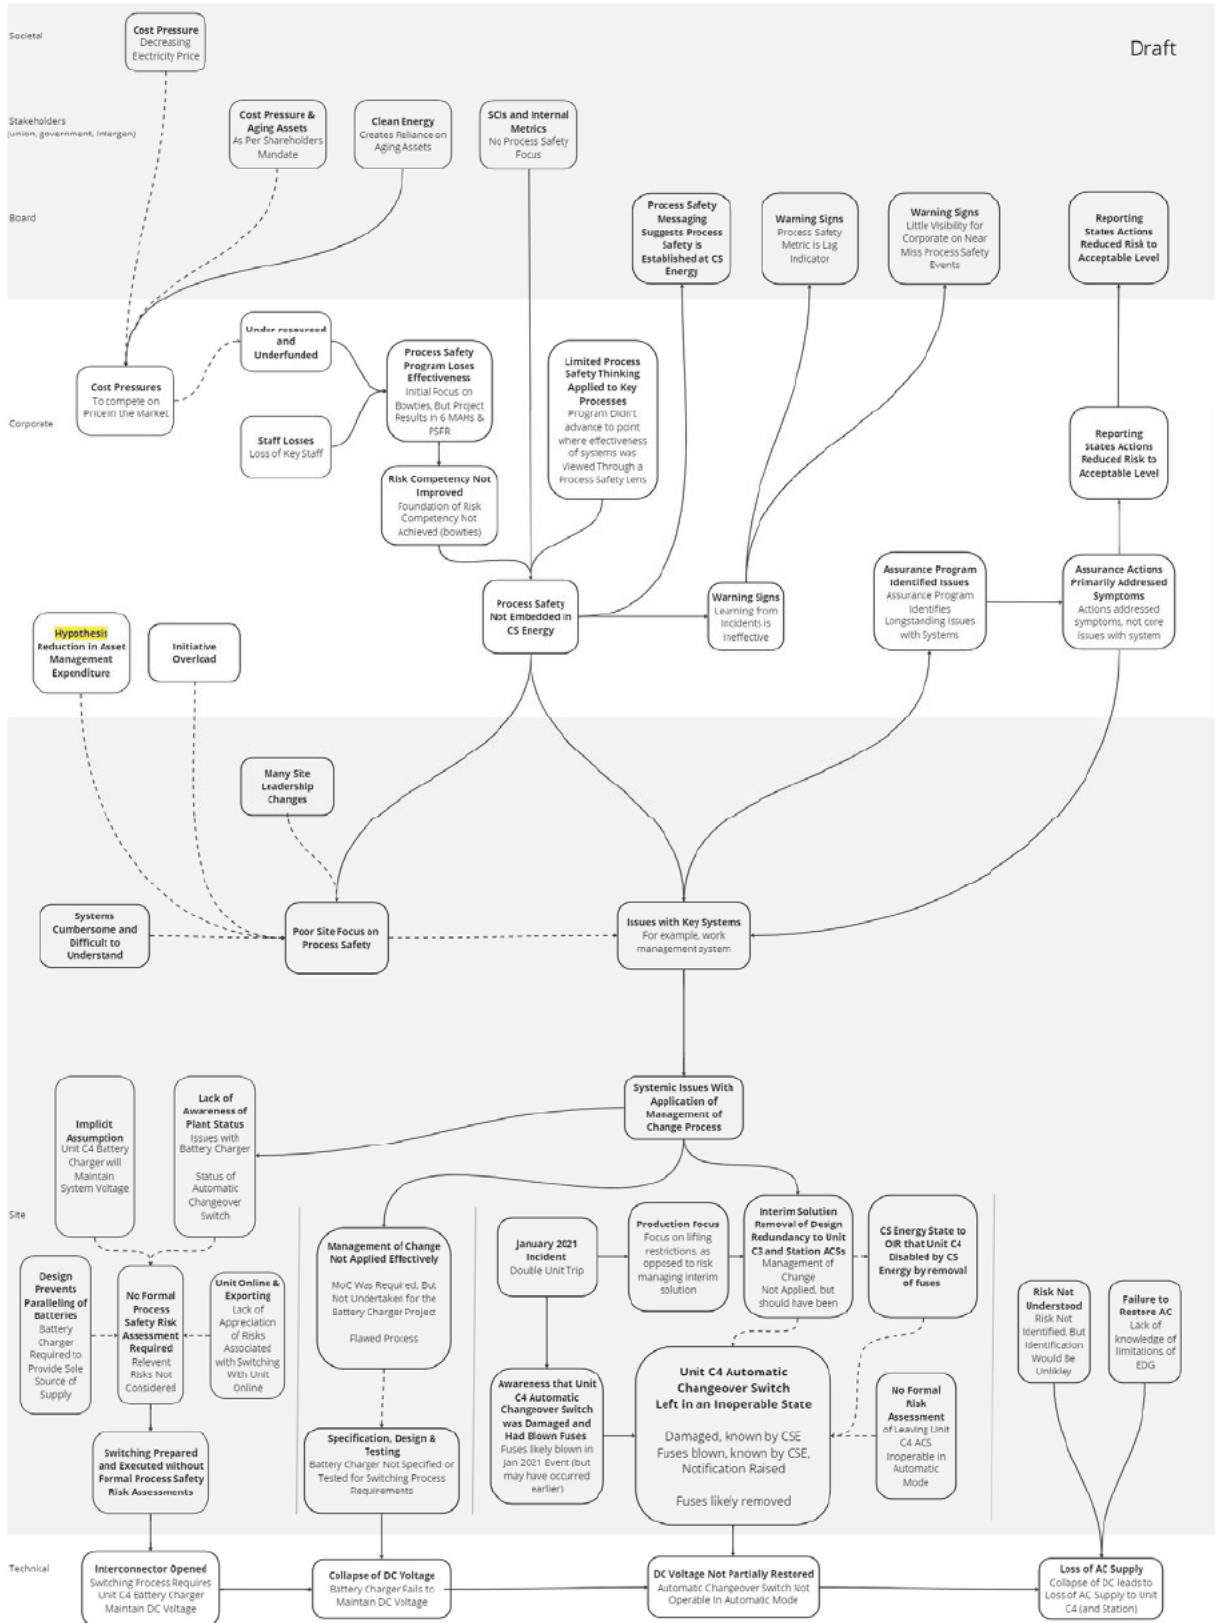 Societal
Cost Pressure
Decreasing
Electricity Price
Draft
Stakeholders
(union, government, Intergen)
Cost Pressure &
Aging Assets
As Per Shareholders
Mandate
Clean Energy
Creates Reliance on
Aging Assets
SCIs and Internal
Metrics
No Process Safety
Focus
Board
Process Safety
Messaging
Suggests Process
Safety is
Established at CS
Energy
Warning Signs
Process Safety
Metric is Lag
Indicator
Warning Signs
Little Visibility for
Corporate on Near
Miss Process Safety
Events
Reporting
States Actions
Reduced Risk to
Acceptable Level
Under resourced
and
Underfunded
Cost Pressures
To compete on
Price in the Market
Process Safety
Program Loses
Effectiveness
Initial Focus on
Bowties, But Project
Results in 6 MAHs &
PSFR
Limited Process
Safety Thinking
Applied to Key
Processes
Program Didn't
advance to point
where effectiveness
of systems was
Viewed Through a
Process Safety Lens
Corporate
Staff Losses
Loss of Key Staff
Reporting
States Actions
Reduced Risk to
Acceptable Level
Risk Competency Not
Improved
Foundation of Risk
Competency Not
Achieved (bowties)
Process Safety
Not Embedded in
CS Energy
Warning Signs
Learning from
Incidents is
Ineffective
Assurance Program
Identified Issues
Assurance Program
Identifies
Longstanding Issues
with Systems
Assurance Actions
Primarily Addressed
Symptoms
Actions addressed
symptoms, not core
issues with system
Hypothesis
Reduction in Asset
Management
Expenditure
Initiative
Overload
Many Site
Leadership
Changes
Systems
Cumbersome and
Difficult to
Understand
Poor Site Focus on
Process Safety
Issues with Key Systems
For example, work
management system
Systemic Issues With
Application of
Management of
Change Process
Implicit
Assumption
Unit C4 Battery
Charger will
Maintain
System Voltage
Lack of
Awareness of
Plant Status
Issues with
Battery Charger
Status of
Automatic
Changeover
Switch
Site
Management of Change
Not Applied Effectively
MoC Was Required, But
Not Undertaken for the
Battery Charger Project
Flawed Process
January 2021
Incident
Double Unit Trip
Production Focus
Focus on lifting
restrictions, as
opposed to risk
managing interim
solution
Interim Solution
Removal of Design
Redundancy to Unit
C3 and Station ACSs
Management of
Change
Not Applied, but
should have been
CS Energy State to
OIR that Unit C4
Disabled by CS
Energy by removal
of fuses
Design
Prevents
Paralleling of
Batteries
Battery
Charger
Required to
Provide Sole
Source of
Supply
No Formal
Process
Safety Risk
Assessment
Required
Relevent
Risks Not
Considered
Unit Online &
Exporting
Lack of
Appreciation
of Risks
Associated
with Switching
With Unit
Online
Risk Not
Understood
Risk Not
Identified, But
Identification
Would Be
Unlikley
Failure to
Restore AC
Lack of
knowledge of
limitations of
EDG
Awareness that Unit
C4 Automatic
Changeover Switch
was Damaged and
Had Blown Fuses
Fuses likely blown in
Jan 2021 Event (but
may have occurred
earlier)
Unit C4 Automatic
Changeover Switch
Left in an Inoperable State
Damaged, known by CSE
Fuses blown, known by CSE,
Notification Raised
Fuses likely removed
No Formal
Risk
Assessment
of Leaving Unit
C4 ACS
Inoperable in
Automatic
Mode
Switching Prepared
and Executed without
Formal Process Safety
Risk Assessments
Specification, Design &
Testing
Battery Charger Not Specified or
Tested for Switching Process
Requirements
Technical
Interconnector Opened
Switching Process Requires
Unit C4 Battery Charger
Maintain DC Voltage
Collapse of DC Voltage
Battery Charger Fails to
Maintain DC Voltage
DC Voltage Not Partially Restored
Automatic Changeover Switch Not
Operable In Automatic Mode
Loss of AC Supply
Collapse of DC leads to
Loss of AC Supply to Unit
C4 (and Station)